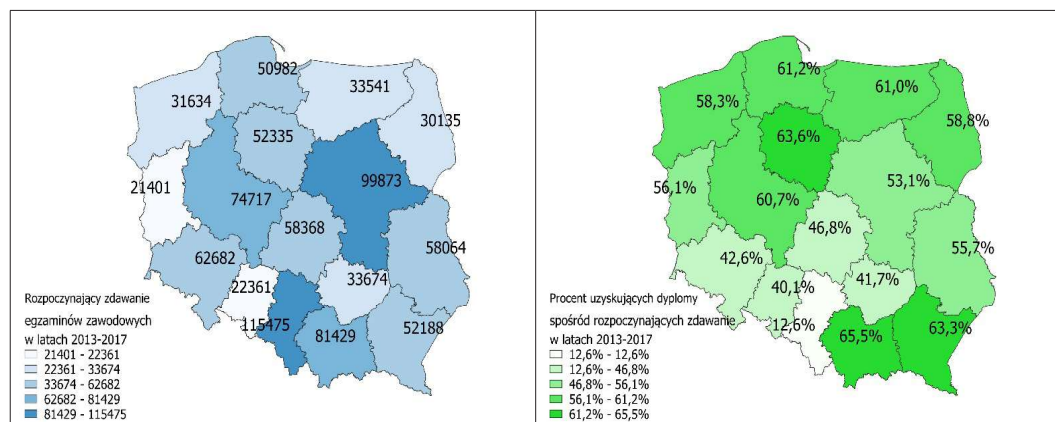 50982
33541
31634
30135
52335
99873
21401
74717
58368
58064
62682
33674
22361
115475
81429
52188
Rozpoczynający zdawanie
egzaminów zawodowych
w latach 2013-2017
21401 - 22361
22361 - 33674
33674 - 62682
62682 - 81429
81429 - 115475
61,2%
61,0%
58,3%
58,8%
63,6%
53,1%
56,1%
60,7%
46,8%
55,7%
42,6%
41,7%
40,1%
12,6%
65,5%
63,3%
Procent uzyskujących dyplomy
spośród rozpoczynających zdawanie
w latach 2013-2017
12,6% - 12,6%
12,6% - 46,8%
46,8% - 56,1%
56,1% - 61,2%
61,2% - 65,5%